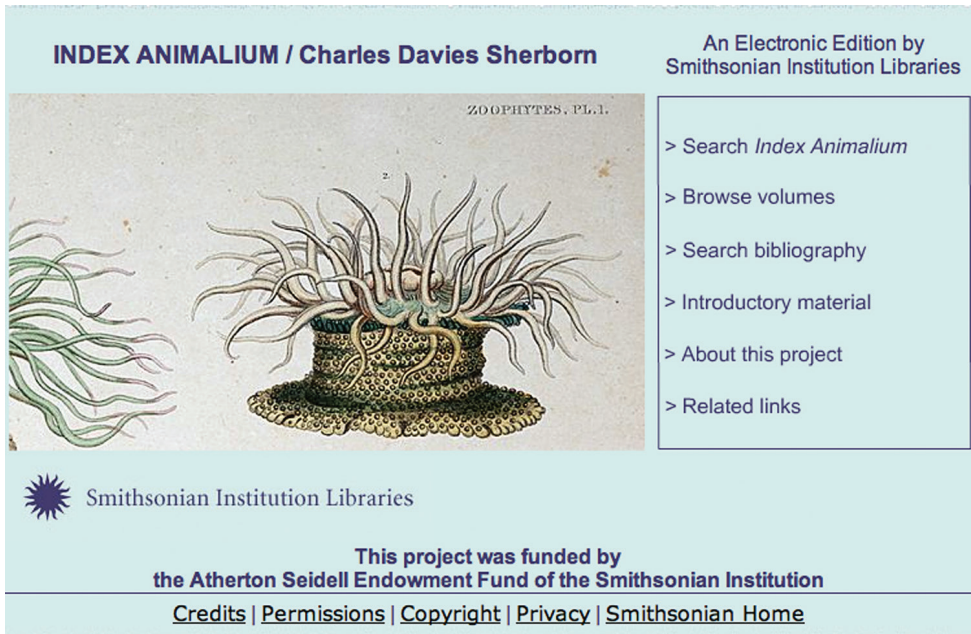 INDEX ANIMALIUM / Charles Davies Sherborn
An Electronic Edition by
Smithsonian Institution Libraries
ZOOPHYTES, PL.1.
2.
> Search Index Animalium
> Browse volumes
> Search bibliography
> Introductory material
> About this project
> Related links
Smithsonian Institution Libraries
This project was funded by
the Atherton Seidell Endowment Fund of the Smithsonian Institution
Credits | Permissions | Copyright | Privacy | Smithsonian Home